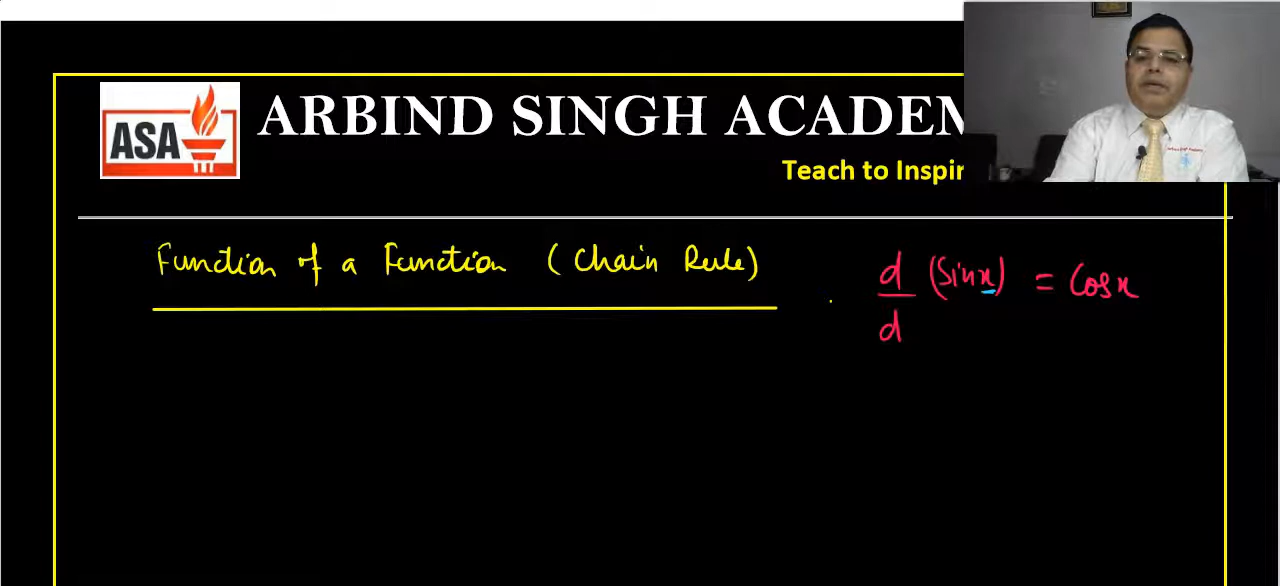 ASA
ARBIND SINGH ACADEM
Teach to Inspir
Function of a Function (Chain Rule)
d/d (Sinx) = Cosx